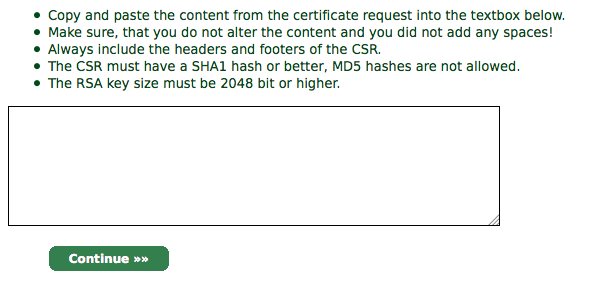 Copy and paste the content from the certificate request into the textbox below.
Make sure, that you do not alter the content and you did not add any spaces!
Always include the headers and footers of the CSR.
The CSR must have a SHA1 hash or better, MD5 hashes are not allowed.
The RSA key size must be 2048 bit or higher.
Continue »»